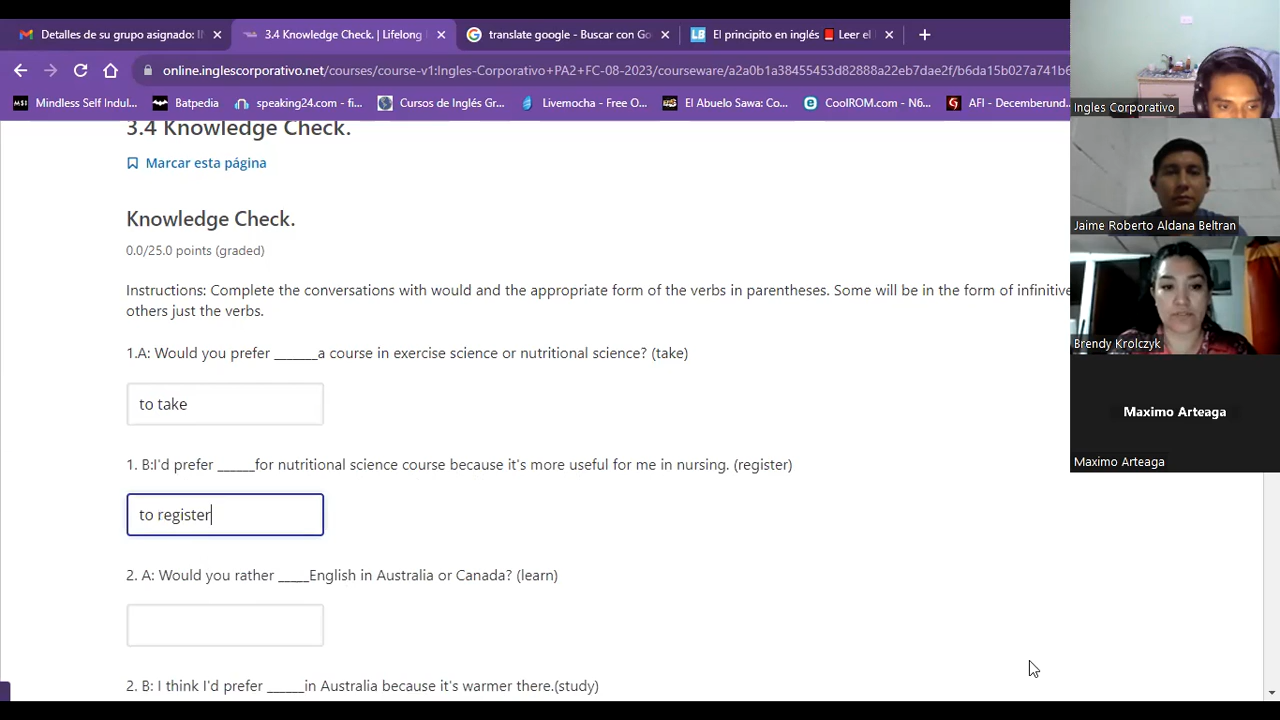 Detalles de su grupo asignado: I
3.4 Knowledge Check. | Lifelong
translate google - Buscar con Go
El principito en inglés 📕 Leer el
online.inglescorporativo.net/courses/course-v1:Ingles-Corporativo+PA2+FC-08-2023/courseware/a2a0b1a38455453d82888a22eb7dae2f/b6da15b027a741b6
Mindless Self Indul...
Batpedia
speaking24.com - fi...
Cursos de Inglés Gr...
Livemocha - Free O...
El Abuelo Sawa: Co...
CoolROM.com - N6...
AFI - Decemberund...
3.4 Knowledge Check.
Marcar esta página
Knowledge Check.
0.0/25.0 points (graded)
Instructions: Complete the conversations with would and the appropriate form of the verbs in parentheses. Some will be in the form of infinitive
others just the verbs.
1.A: Would you prefer _______a course in exercise science or nutritional science? (take)
to take
1. B:I'd prefer ______for nutritional science course because it's more useful for me in nursing. (register)
to register
2. A: Would you rather _____English in Australia or Canada? (learn)
2. B: I think I'd prefer ______in Australia because it's warmer there.(study)
Ingles Corporativo
Jaime Roberto Aldana Beltran
Brendy Krolczyk
Maximo Arteaga
Maximo Arteaga